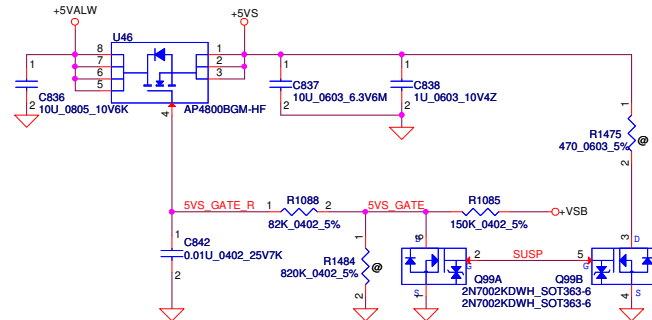 +5VALW
+5VS
U46
8
7
6
5
1
2
3
4
AP4800BGM-HF
1
2
C836
10U_0805_10V6K
1
2
C837
10U_0603_6.3V6M
1
2
C838
1U_0603_10V4Z
1
2
R1475
470_0603_5%
@
5VS_GATE_R
1
R1088
2
82K_0402_5%
5VS_GATE
R1085
150K_0402_5%
+VSB
1
2
C842
0.01U_0402_25V7K
1
2
R1484
820K_0402_5%
@
6
D
G
S
1
2
SUSP
5
3
D
G
S
4
Q99A
2N7002KDWH_SOT363-6
Q99B
2N7002KDWH_SOT363-6